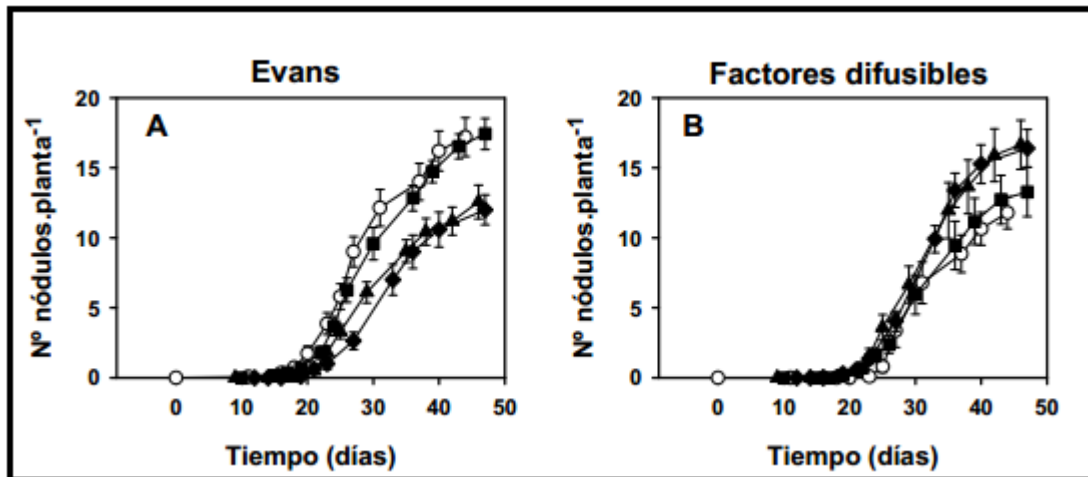 Evans
A
20
15
10
5
0
Nº nódulos.planta⁻¹
0 10 20 30 40 50
Tiempo (días)
Factores difusibles
B
20
15
10
5
0
Nº nódulos.planta⁻¹
0 10 20 30 40 50
Tiempo (días)